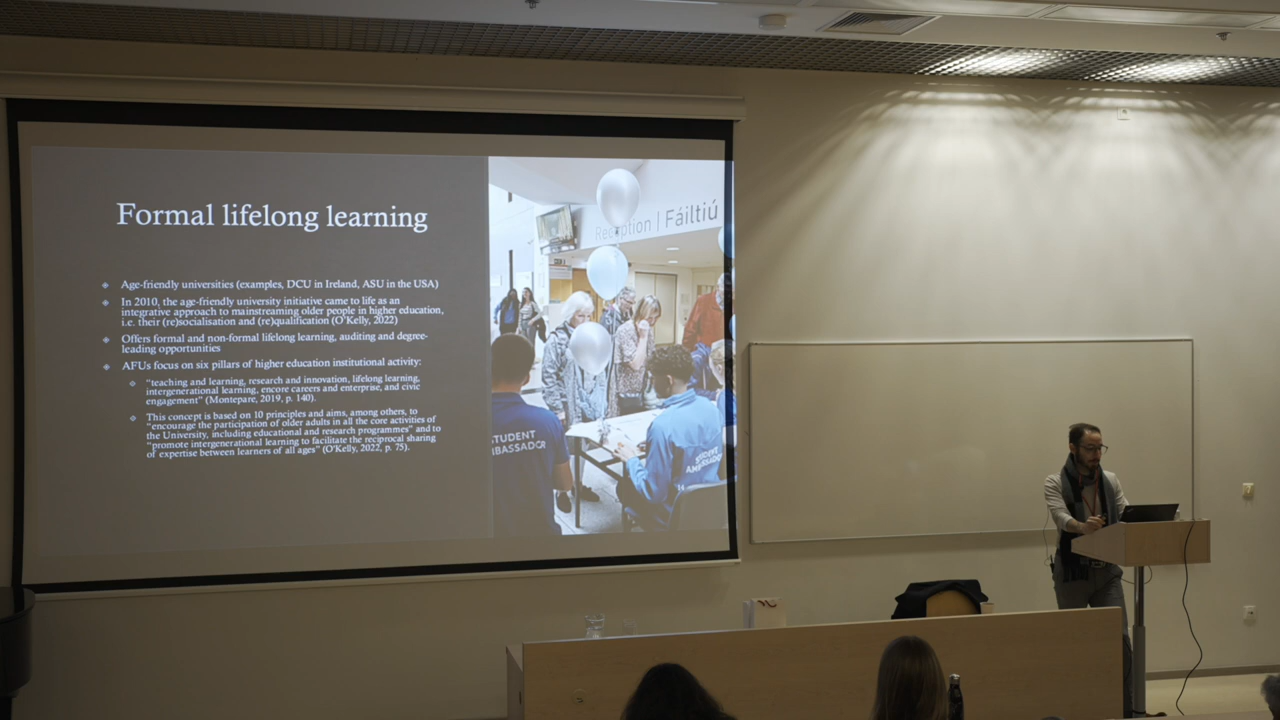 Formal lifelong learning
Age-friendly universities (examples, DCU in Ireland, ASU in the USA)
In 2010, the age-friendly university initiative came to life as an
integrative approach to mainstreaming older people in higher education,
i.e. their (re)socialisation and (re)qualification (O'Kelly, 2022)
Offers formal and non-formal lifelong learning, auditing and degree-
leading opportunities
AFUs focus on six pillars of higher education institutional activity:
"teaching and learning, research and innovation, lifelong learning,
intergenerational learning, encore careers and enterprise, and civic
engagement" (Montepare, 2019, p. 140).
This concept is based on 10 principles and aims, among others, to
"encourage the participation of older adults in all the core activities of
the University, including educational and research programmes" and to
"promote intergenerational learning to facilitate the reciprocal sharing
of expertise between learners of all ages" (O'Kelly, 2022, p. 75).
Reception | Fáiltiú
STUDENT
AMBASSADOR
STUDENT